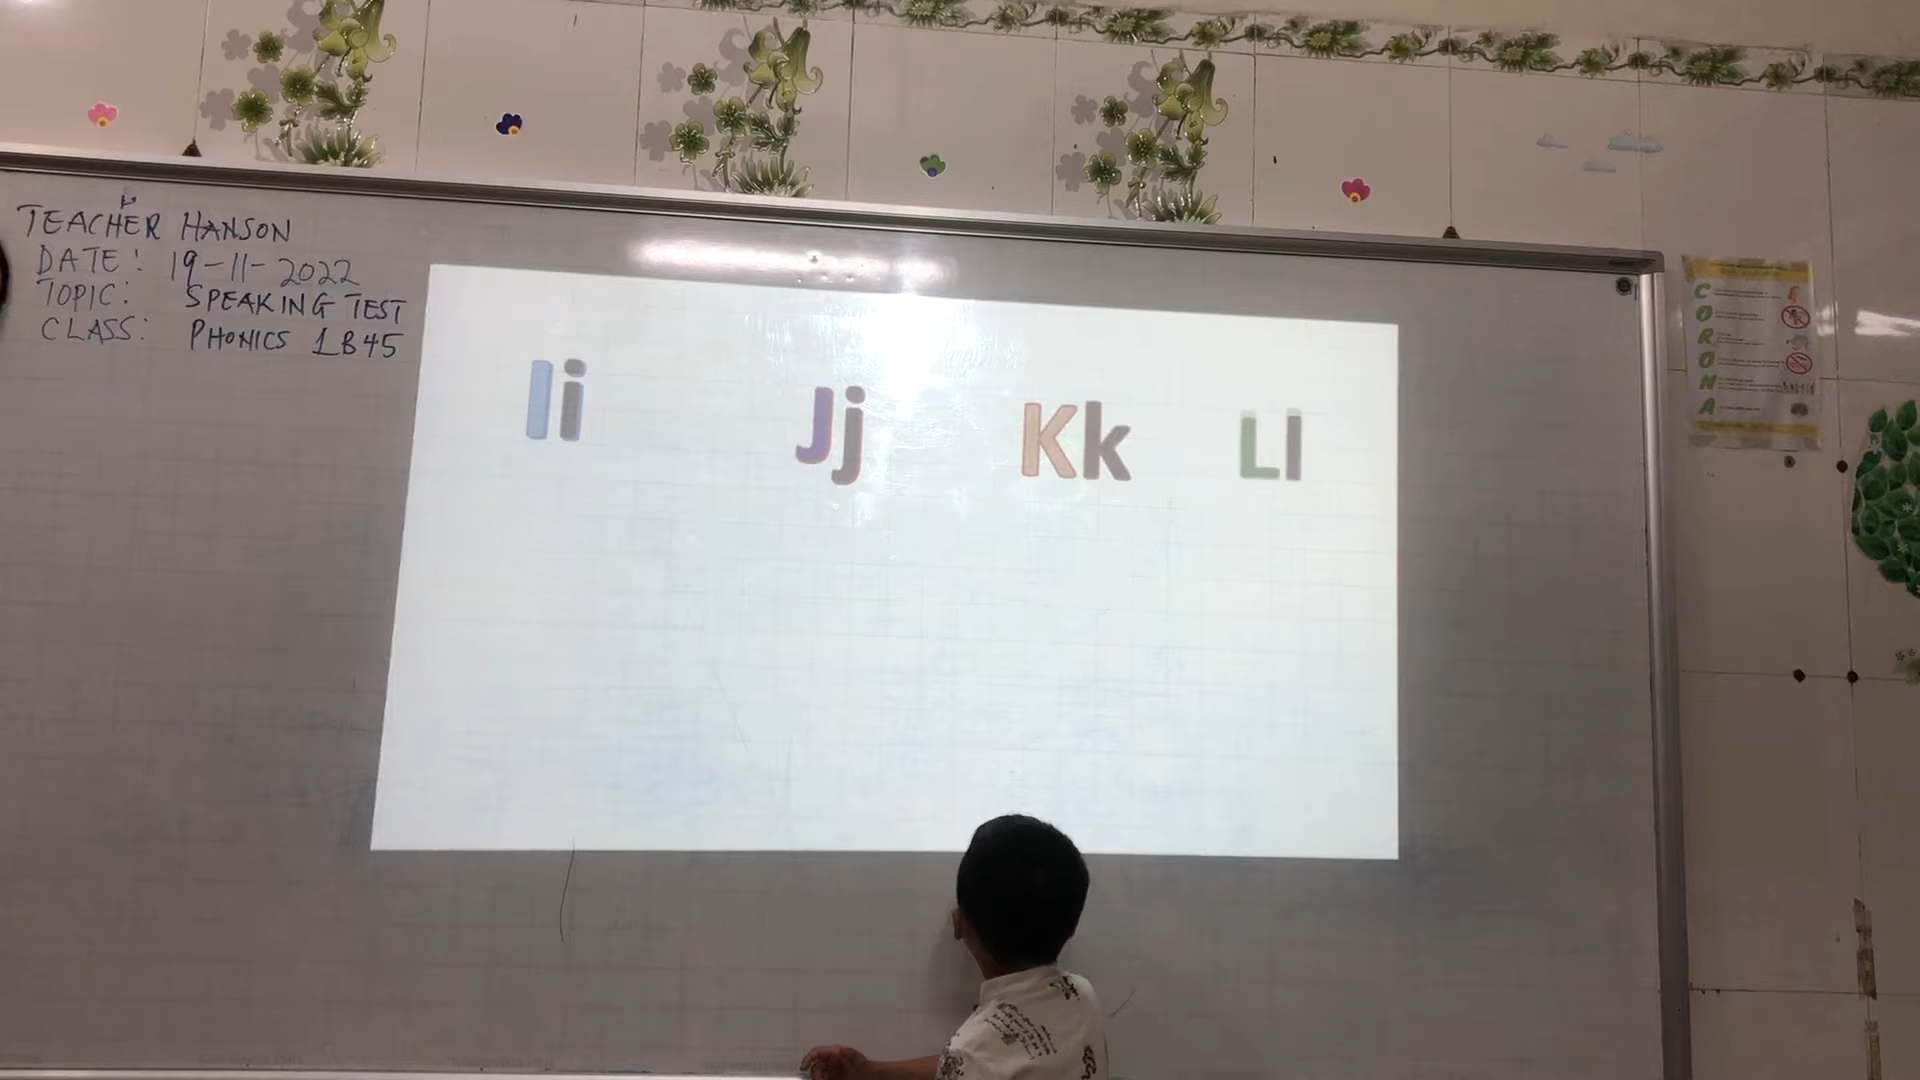 TEACHER HANSON
DATE: 19-11-2022
TOPIC: SPEAKING TEST
CLASS: PHONICS 1B45
Ii Jj Kk Ll
CORONA